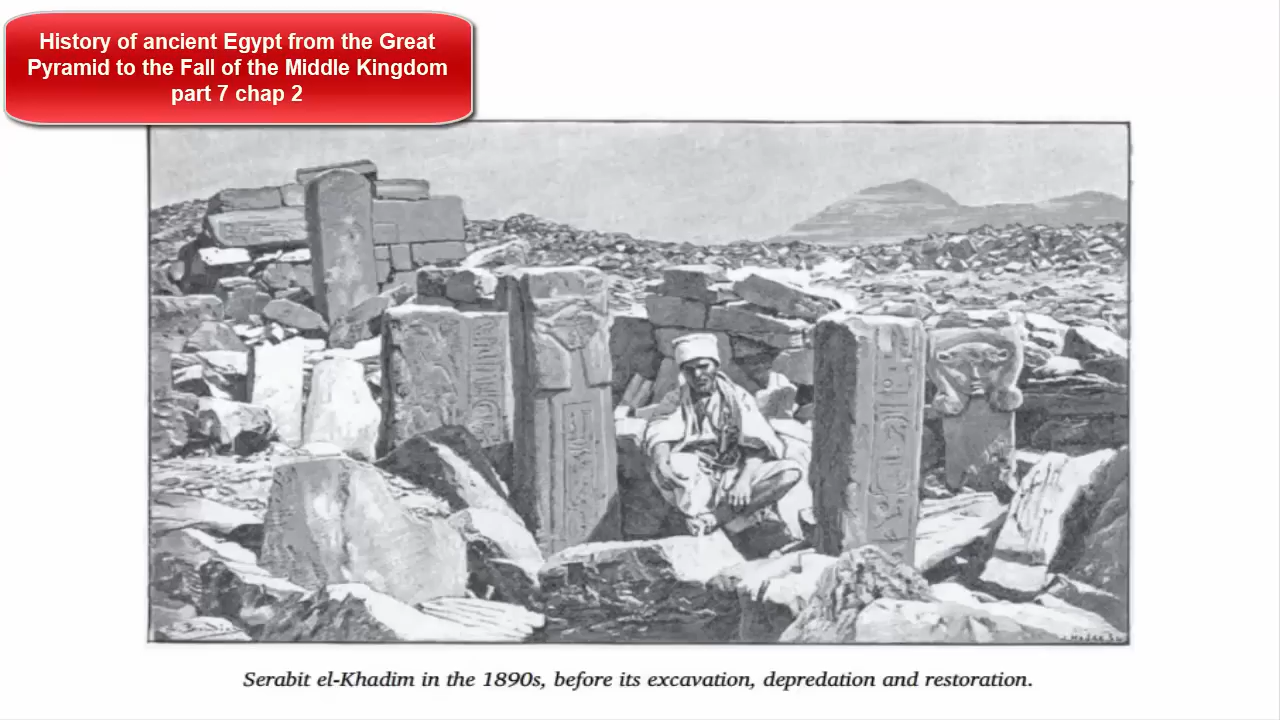 History of ancient Egypt from the Great
Pyramid to the Fall of the Middle Kingdom
part 7 chap 2
Serabit el-Khadim in the 1890s, before its excavation, depredation and restoration.